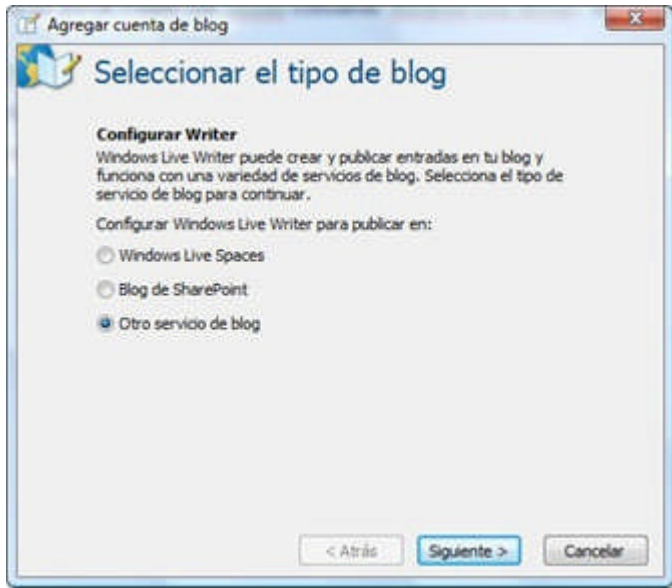 Agregar cuenta de blog
Seleccionar el tipo de blog
Configurar Writer
Windows Live Writer puede crear y publicar entradas en tu blog y
funciona con una variedad de servicios de blog. Selecciona el tipo de
servicio de blog para continuar.
Configurar Windows Live Writer para publicar en:
Windows Live Spaces
Blog de SharePoint
Otro servicio de blog
< Atrás Siguiente > Cancelar